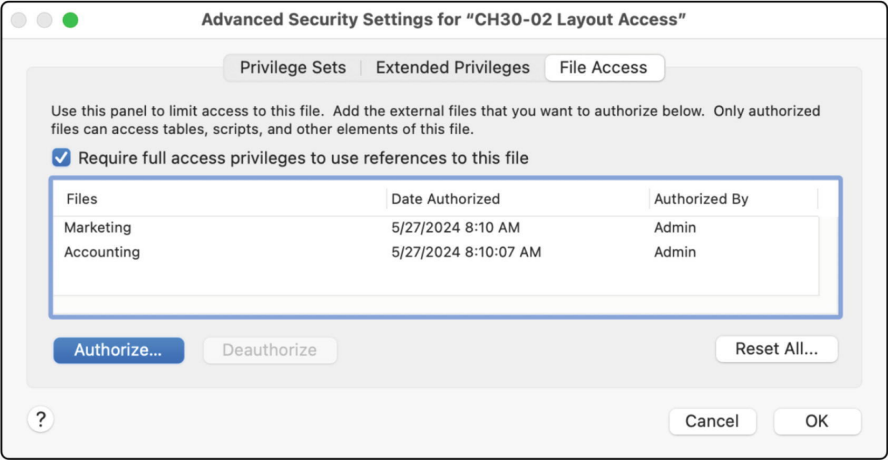 Advanced Security Settings for “CH30-02 Layout Access”
Privilege Sets Extended Privileges File Access
Use this panel to limit access to this file. Add the external files that you want to authorize below. Only authorized
files can access tables, scripts, and other elements of this file.
Require full access privileges to use references to this file
Files Date Authorized Authorized By
Marketing 5/27/2024 8:10 AM Admin
Accounting 5/27/2024 8:10:07 AM Admin
Authorize... Deauthorize Reset All...
? Cancel OK